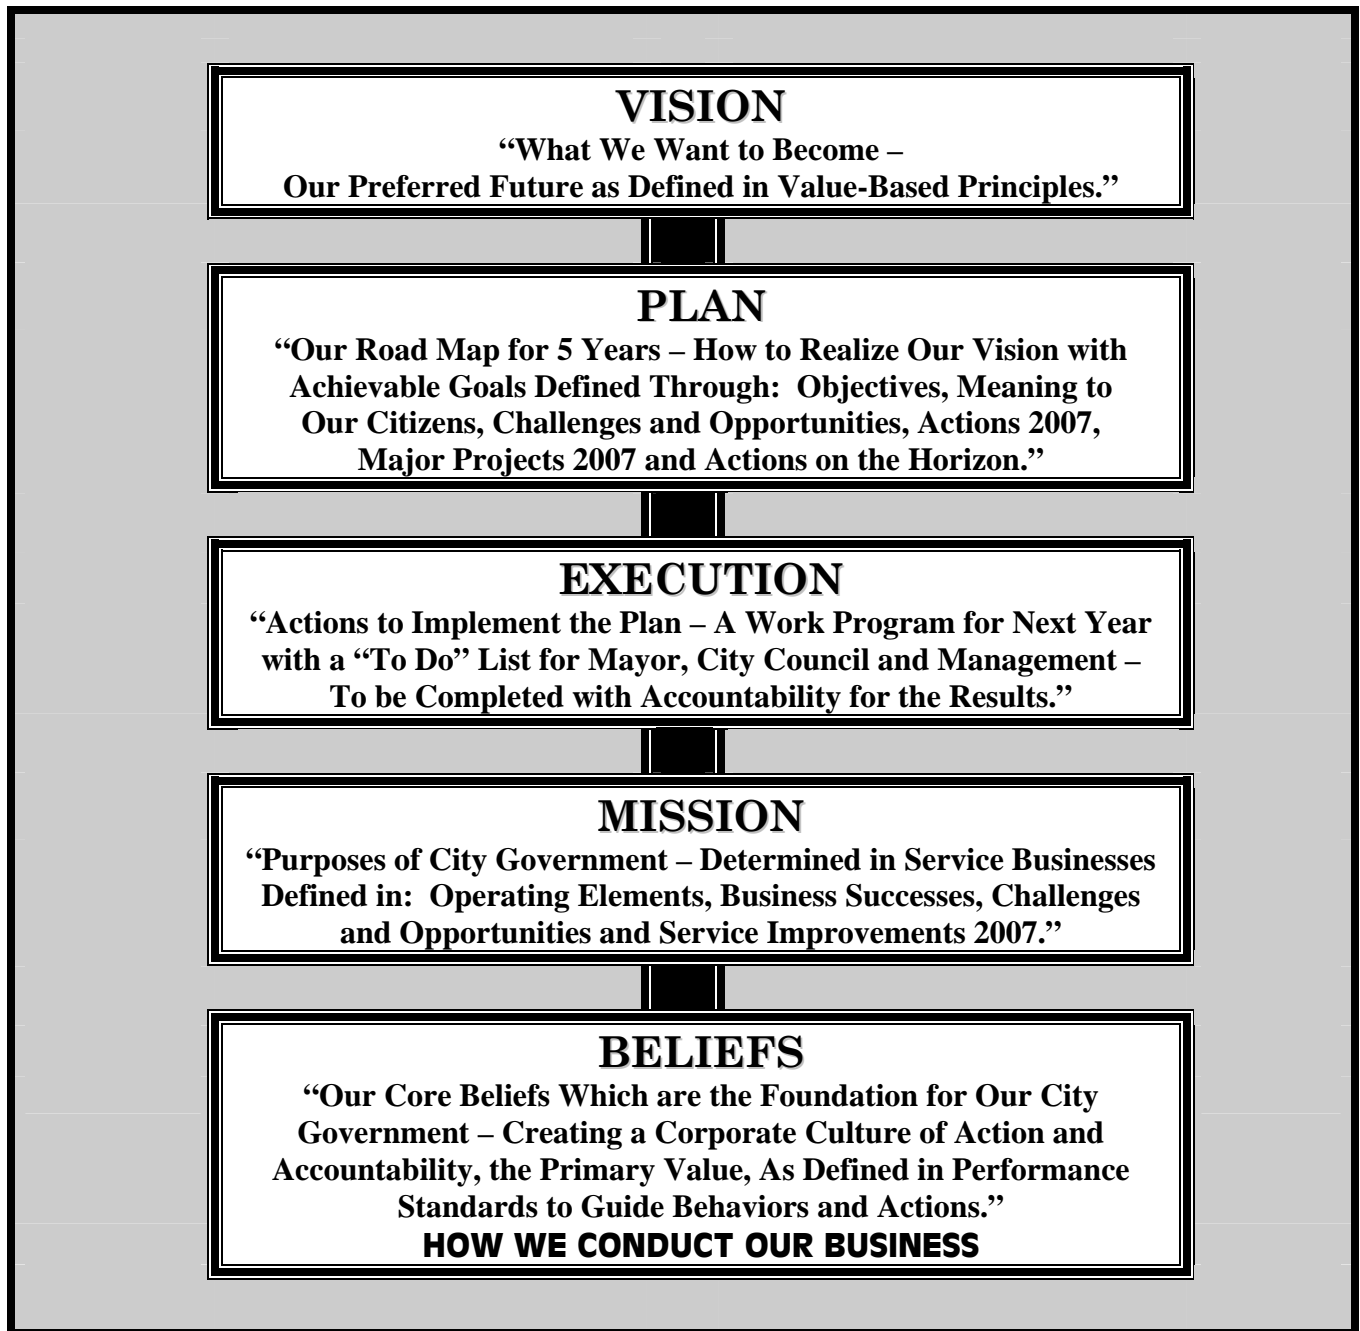 VISION
“What We Want to Become –
Our Preferred Future as Defined in Value-Based Principles.”
PLAN
“Our Road Map for 5 Years – How to Realize Our Vision with
Achievable Goals Defined Through:  Objectives, Meaning to
Our Citizens, Challenges and Opportunities, Actions 2007,
Major Projects 2007 and Actions on the Horizon.”
EXECUTION
“Actions to Implement the Plan – A Work Program for Next Year
with a “To Do” List for Mayor, City Council and Management –
To be Completed with Accountability for the Results.”
MISSION
“Purposes of City Government – Determined in Service Businesses
Defined in:  Operating Elements, Business Successes, Challenges
and Opportunities and Service Improvements 2007.”
BELIEFS
“Our Core Beliefs Which are the Foundation for Our City
Government – Creating a Corporate Culture of Action and
Accountability, the Primary Value, As Defined in Performance
Standards to Guide Behaviors and Actions.”
HOW WE CONDUCT OUR BUSINESS